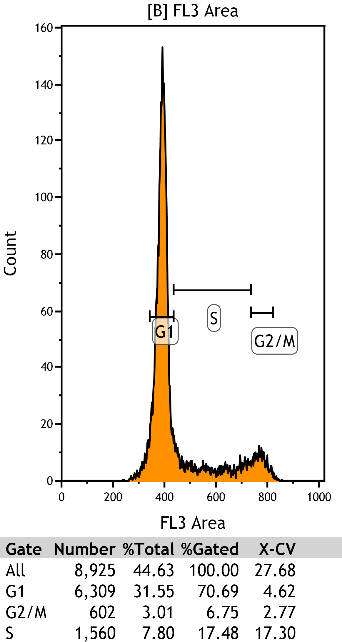 [B] FL3 Area
160
140
120
100
80
60
40
20
0
Count
G1
S
G2/M
0 200 400 600 800 1000
FL3 Area
Gate Number %Total %Gated X-CV
All 8,925 44.63 100.00 27.68
G1 6,309 31.55 70.69 4.62
G2/M 602 3.01 6.75 2.77
S 1,560 7.80 17.48 17.30